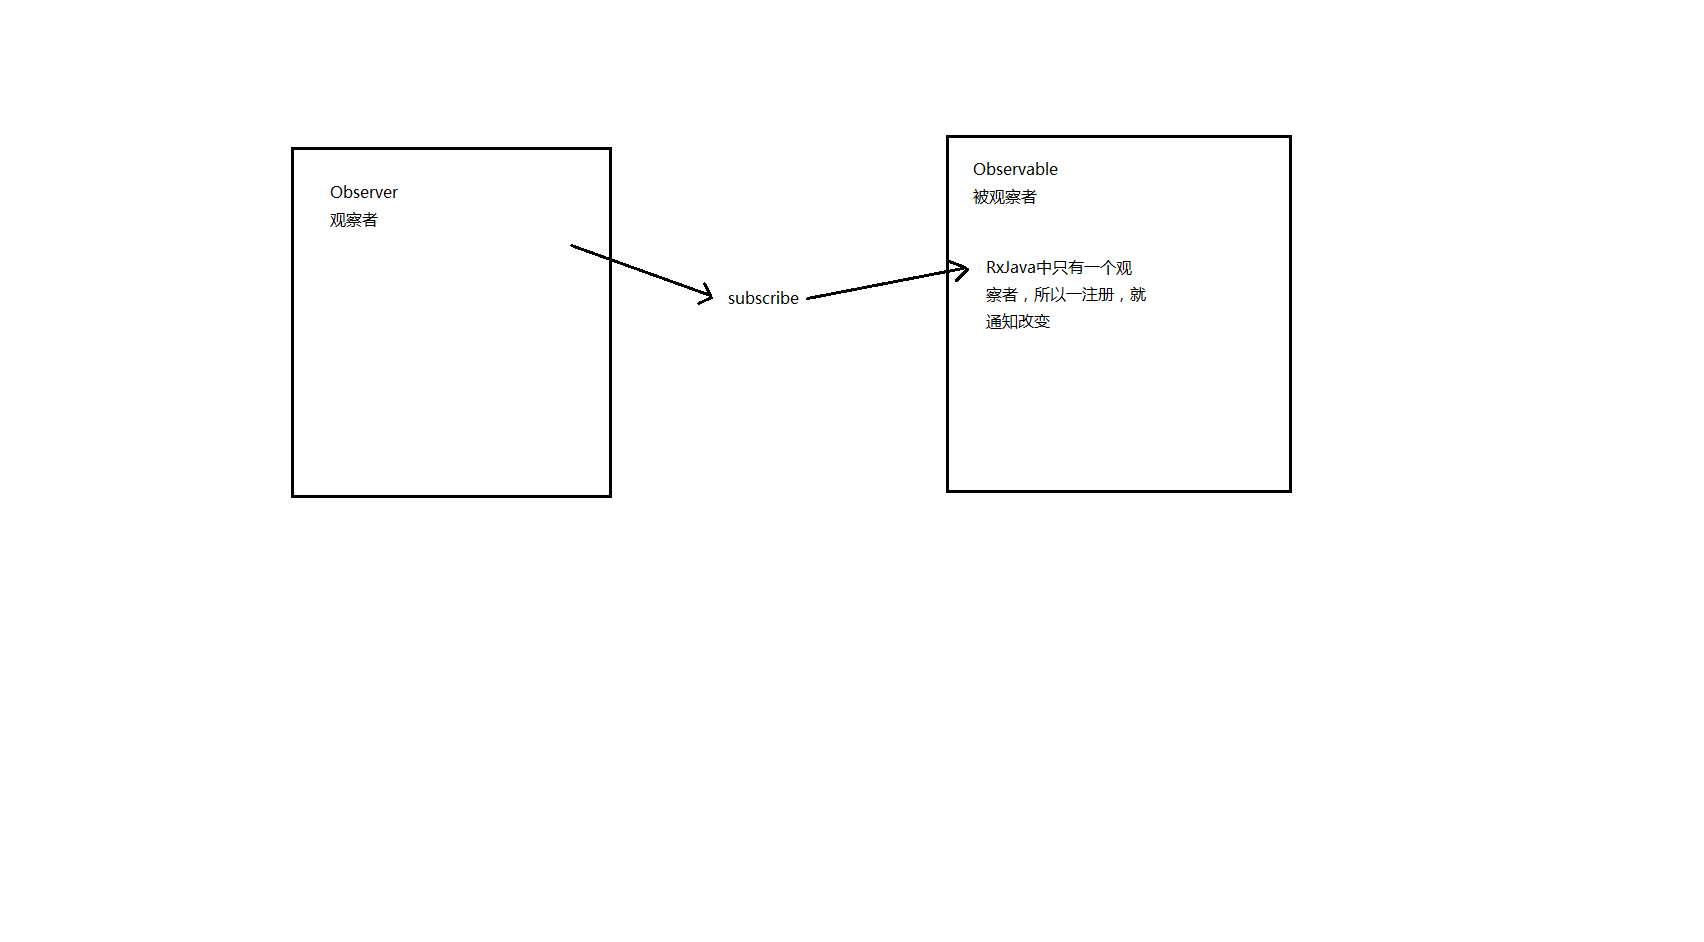 Observer
观察者
subscribe
Observable
被观察者
RxJava中只有一个观
察者，所以一注册，就
通知改变